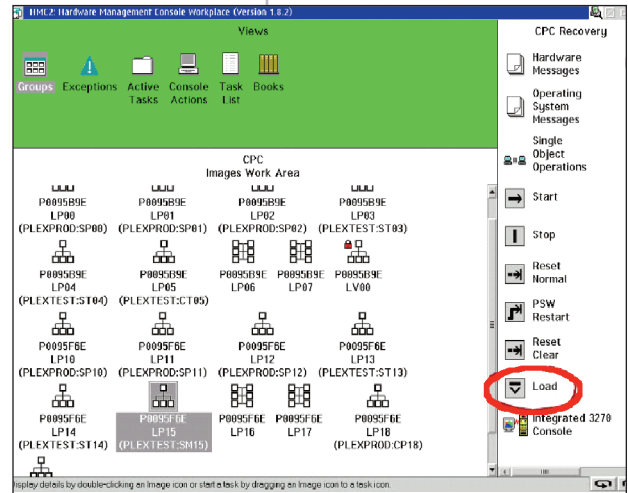 HMC2: Hardware Management Console Workplace (Version 1.8.2)
Views
Groups Exceptions Active Tasks Console Actions Task List Books
CPC
Images Work Area
P0095B9E P0095B9E P0095B9E P0095B9E
LP00 LP01 LP02 LP03
(PLEXPROD:SP00) (PLEXPROD:SP01) (PLEXPROD:SP02) (PLEXTEST:ST03)
P0095B9E P0095B9E P0095B9E P0095B9E P0095B9E
LP04 LP05 LP06 LP07 LV00
(PLEXTEST:ST04) (PLEXTEST:CT05)
P0095F6E P0095F6E P0095F6E P0095F6E
LP10 LP11 LP12 LP13
(PLEXPROD:SP10) (PLEXPROD:SP11) (PLEXPROD:SP12) (PLEXTEST:ST13)
P0095F6E P0095F6E P0095F6E P0095F6E P0095F6E
LP14 LP15 LP16 LP17 LP18
(PLEXTEST:ST14) (PLEXTEST:SM15) (PLEXPROD:CP18)
display details by double-clicking an Image icon or start a task by dragging an Image icon to a task icon.
CPC Recovery
Hardware
Messages
Operating
System
Messages
Single
Object
Operations
Start
Stop
Reset
Normal
PSW
Restart
Reset
Clear
Load
Integrated 3270
Console